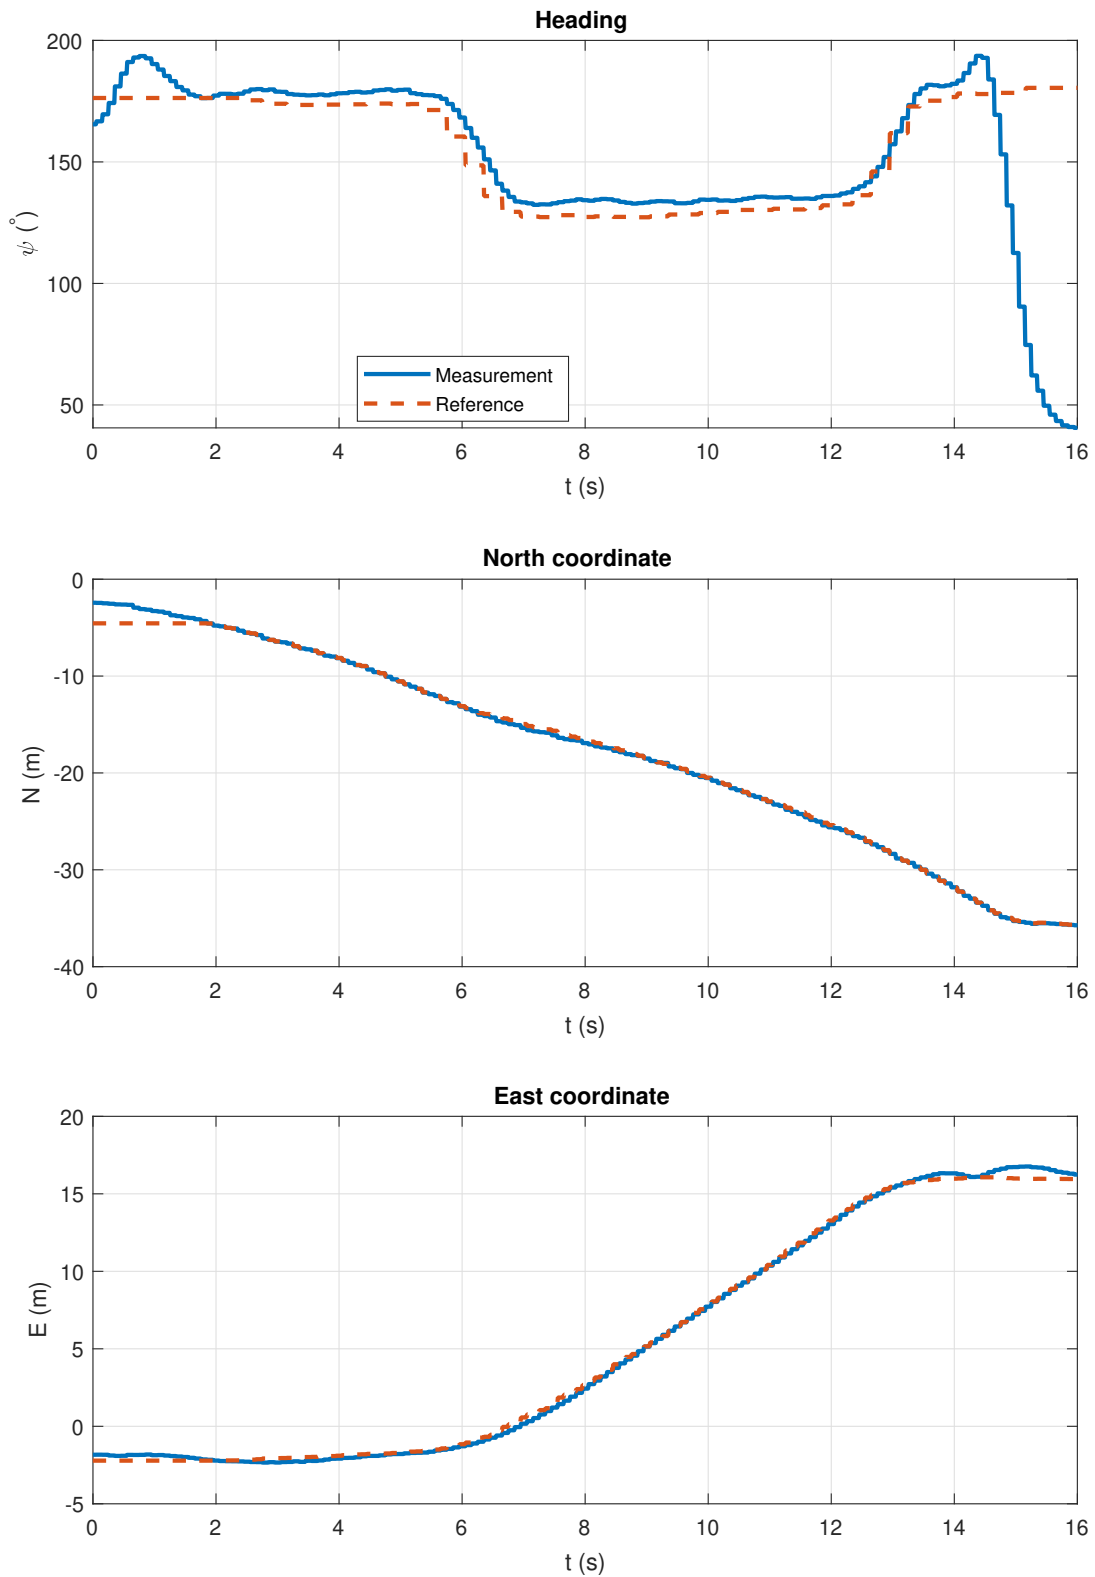 Heading
200
150
100
50
ψ (°)
Measurement
Reference
0 2 4 6 8 10 12 14 16
t (s)
North coordinate
0
-10
-20
-30
-40
N (m)
0 2 4 6 8 10 12 14 16
t (s)
East coordinate
20
15
10
5
0
-5
E (m)
0 2 4 6 8 10 12 14 16
t (s)